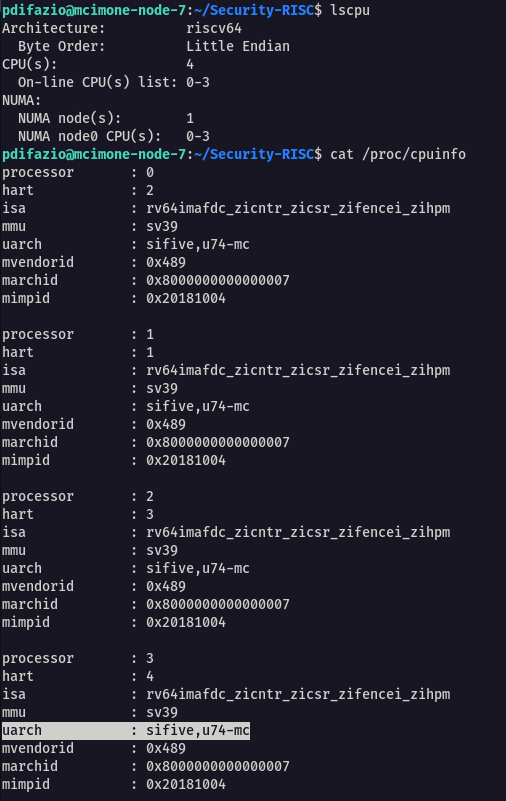 pdifazio@mcimone-node-7:~/Security-RISC$ lscpu
Architecture:          riscv64
  Byte Order:          Little Endian
CPU(s):                4
  On-line CPU(s) list: 0-3
NUMA:
  NUMA node(s):        1
  NUMA node0 CPU(s):   0-3
pdifazio@mcimone-node-7:~/Security-RISC$ cat /proc/cpuinfo
processor       : 0
hart            : 2
isa             : rv64imafdc_zicntr_zicsr_zifencei_zihpm
mmu             : sv39
uarch           : sifive,u74-mc
mvendorid       : 0x489
marchid         : 0x8000000000000007
mimpid          : 0x20181004

processor       : 1
hart            : 1
isa             : rv64imafdc_zicntr_zicsr_zifencei_zihpm
mmu             : sv39
uarch           : sifive,u74-mc
mvendorid       : 0x489
marchid         : 0x8000000000000007
mimpid          : 0x20181004

processor       : 2
hart            : 3
isa             : rv64imafdc_zicntr_zicsr_zifencei_zihpm
mmu             : sv39
uarch           : sifive,u74-mc
mvendorid       : 0x489
marchid         : 0x8000000000000007
mimpid          : 0x20181004

processor       : 3
hart            : 4
isa             : rv64imafdc_zicntr_zicsr_zifencei_zihpm
mmu             : sv39
uarch           : sifive,u74-mc
mvendorid       : 0x489
marchid         : 0x8000000000000007
mimpid          : 0x20181004